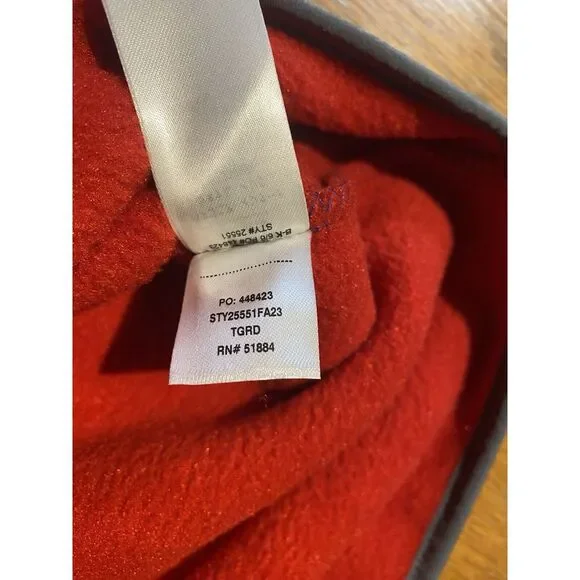 STY# 25551
PO: 448423
STY25551FA23
TGRD
RN# 51884